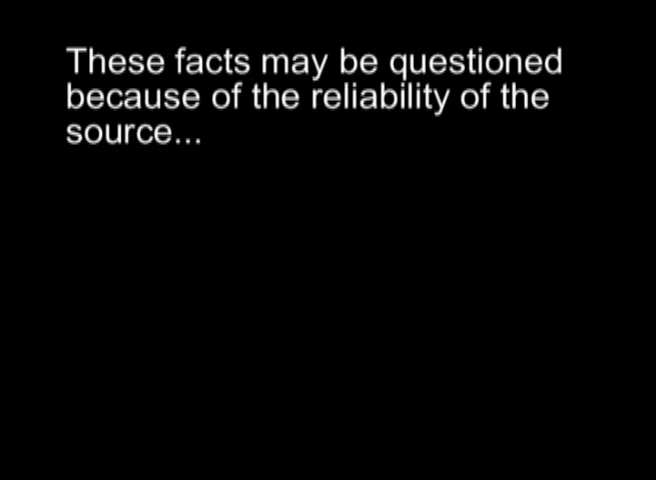 These facts may be questioned
because of the reliability of the
source...